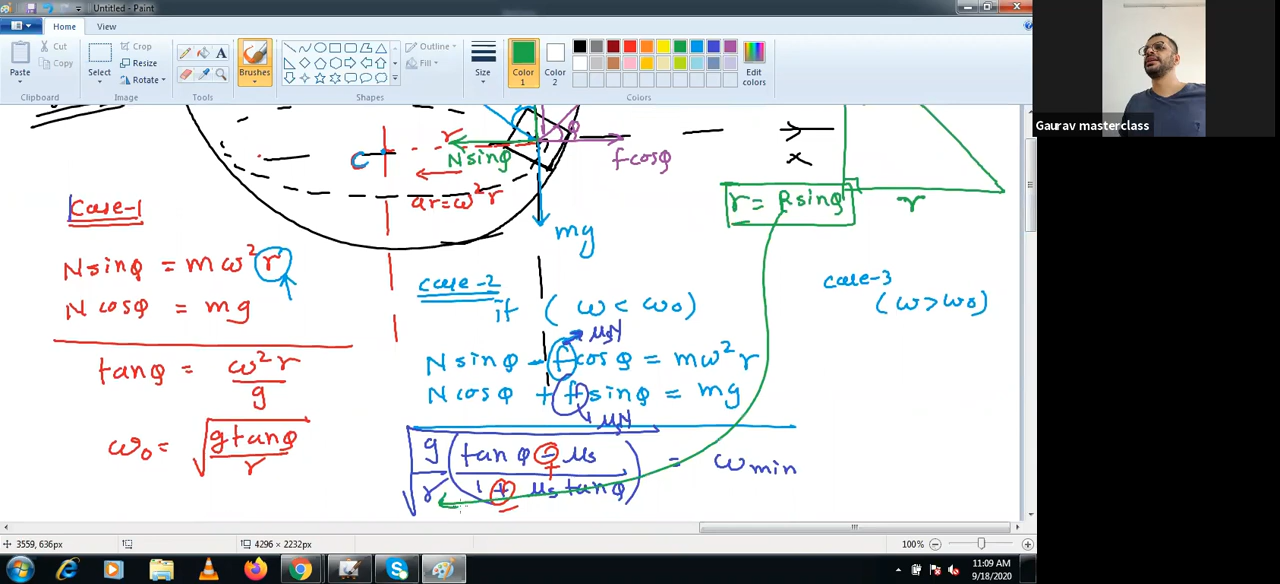 Untitled - Paint
Home View
Paste
Cut
Copy
Clipboard
Select
Crop
Resize
Rotate
Image
Tools
Brushes
Shapes
Outline
Fill
Size
Color 1
Color 2
Edit colors
Colors
Gaurav masterclass
r
C
N sinφ
f cosφ
φ
x
ar = ω²r
mg
r = R sinφ
r
Case-1
N sinφ = mω²r
N cosφ = mg
tanφ = ω²r / g
ω₀ = √(g tanφ / r)
case-2
if ( ω < ω₀ )
μsN
N sinφ - f cosφ = mω²r
N cosφ + f sinφ = mg
μsN
√( g/r ( tanφ - μs / 1 + μs tanφ ) ) = ωmin
case-3
( ω > ω₀ )
3559, 636px
4296 × 2232px
100%
11:09 AM
9/18/2020